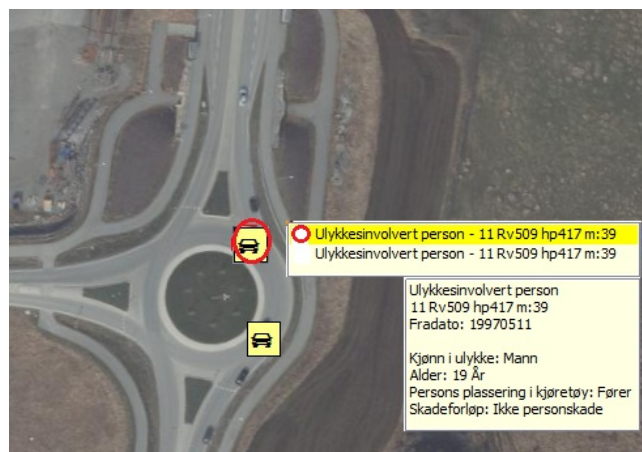 Ulykkesinvolvert person - 11 Rv509 hp417 m:39
Ulykkesinvolvert person - 11 Rv509 hp417 m:39
Ulykkesinvolvert person
11 Rv509 hp417 m:39
Fradato: 19970511
Kjønn i ulykke: Mann
Alder: 19 År
Persons plassering i kjøretøy: Fører
Skadeforløp: Ikke personskade